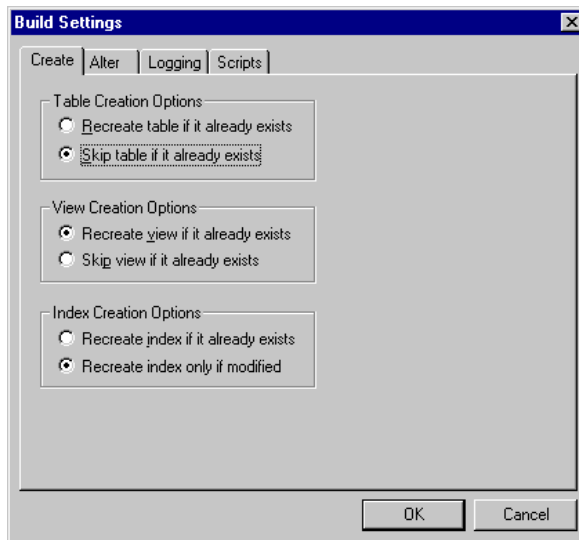 Build Settings
Create Alter Logging Scripts
Table Creation Options
Recreate table if it already exists
Skip table if it already exists
View Creation Options
Recreate view if it already exists
Skip view if it already exists
Index Creation Options
Recreate index if it already exists
Recreate index only if modified
OK Cancel